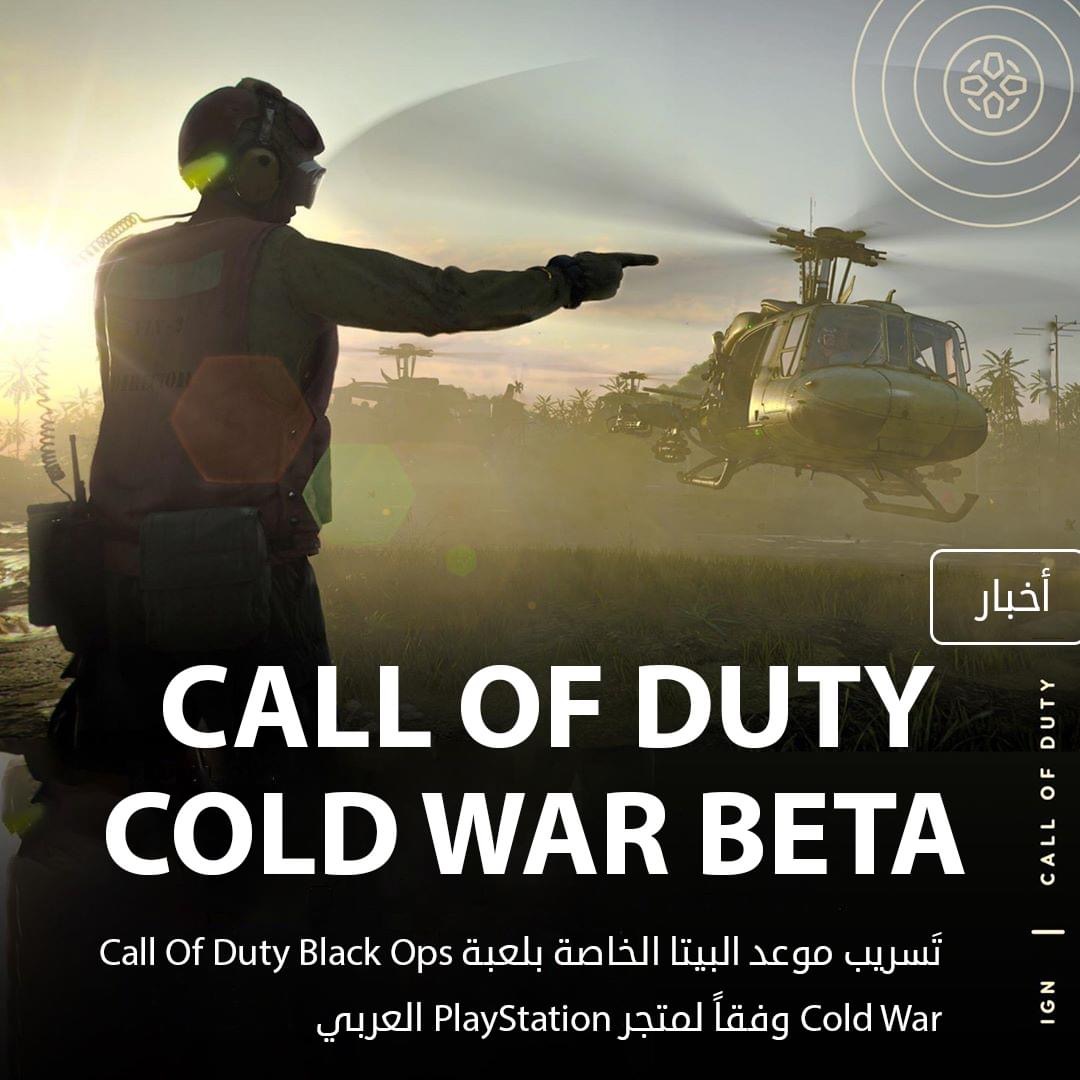 أخبار
CALL OF DUTY
COLD WAR BETA
تَسريب موعد البيتا الخاصة بلعبة Call Of Duty Black Ops
Cold War وفقاً لمتجر PlayStation العربي
IGN | CALL OF DUTY